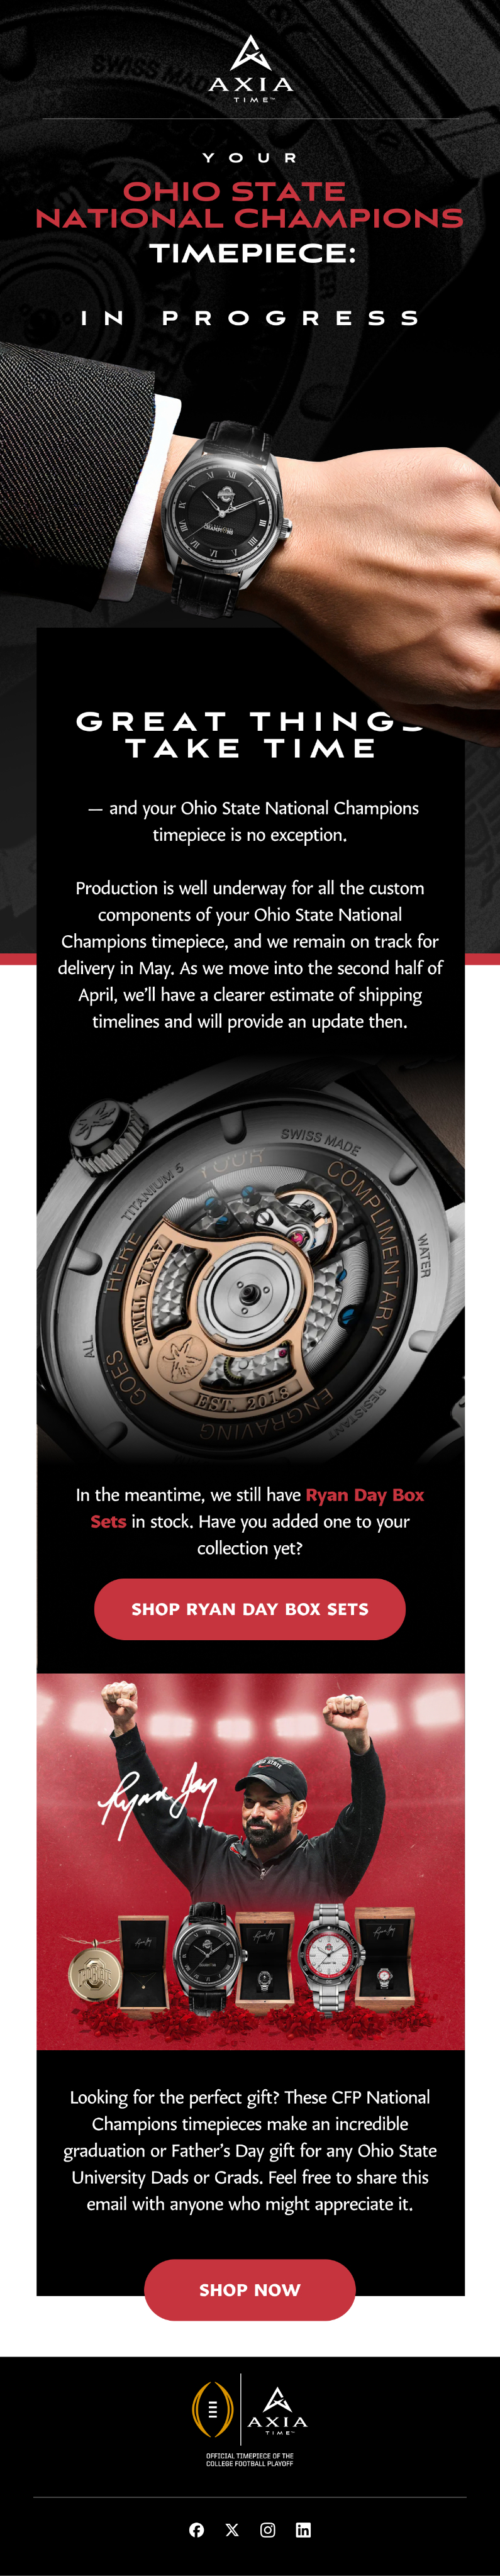 SWISS MADE
AXIA
TIME™
YOUR
OHIO STATE
NATIONAL CHAMPIONS
TIMEPIECE:
IN PROGRESS
GREAT THINGS
TAKE TIME
— and your Ohio State National Champions
timepiece is no exception.
Production is well underway for all the custom
components of your Ohio State National
Champions timepiece, and we remain on track for
delivery in May. As we move into the second half of
April, we'll have a clearer estimate of shipping
timelines and will provide an update then.
SWISS MADE
TITANIUM 5
YOUR
COMPLIMENTARY
ENGRAVING
GOES
HERE
WATER
RESISTANT
ALL
AXIA TIME
EST. 2018
In the meantime, we still have Ryan Day Box
Sets in stock. Have you added one to your
collection yet?
SHOP RYAN DAY BOX SETS
Ryan Day
OHIO STATE
Looking for the perfect gift? These CFP National
Champions timepieces make an incredible
graduation or Father's Day gift for any Ohio State
University Dads or Grads. Feel free to share this
email with anyone who might appreciate it.
SHOP NOW
AXIA
TIME™
OFFICIAL TIMEPIECE OF THE
COLLEGE FOOTBALL PLAYOFF